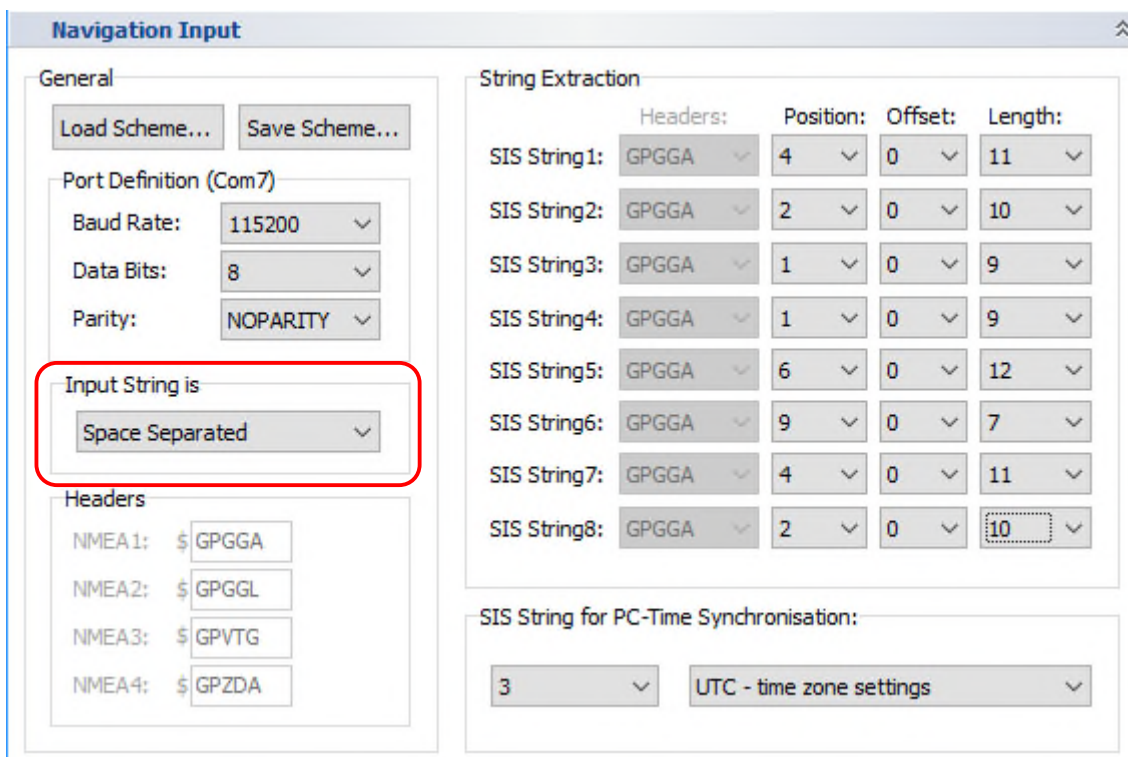 Navigation Input
General
Load Scheme... Save Scheme...
Port Definition (Com7)
Baud Rate: 115200
Data Bits: 8
Parity: NOPARITY
Input String is
Space Separated
Headers
NMEA1: $ GPGGA
NMEA2: $ GPGGL
NMEA3: $ GPVTG
NMEA4: $ GPZDA
String Extraction
Headers: Position: Offset: Length:
SIS String1: GPGGA 4 0 11
SIS String2: GPGGA 2 0 10
SIS String3: GPGGA 1 0 9
SIS String4: GPGGA 1 0 9
SIS String5: GPGGA 6 0 12
SIS String6: GPGGA 9 0 7
SIS String7: GPGGA 4 0 11
SIS String8: GPGGA 2 0 10
SIS String for PC-Time Synchronisation:
3 UTC - time zone settings